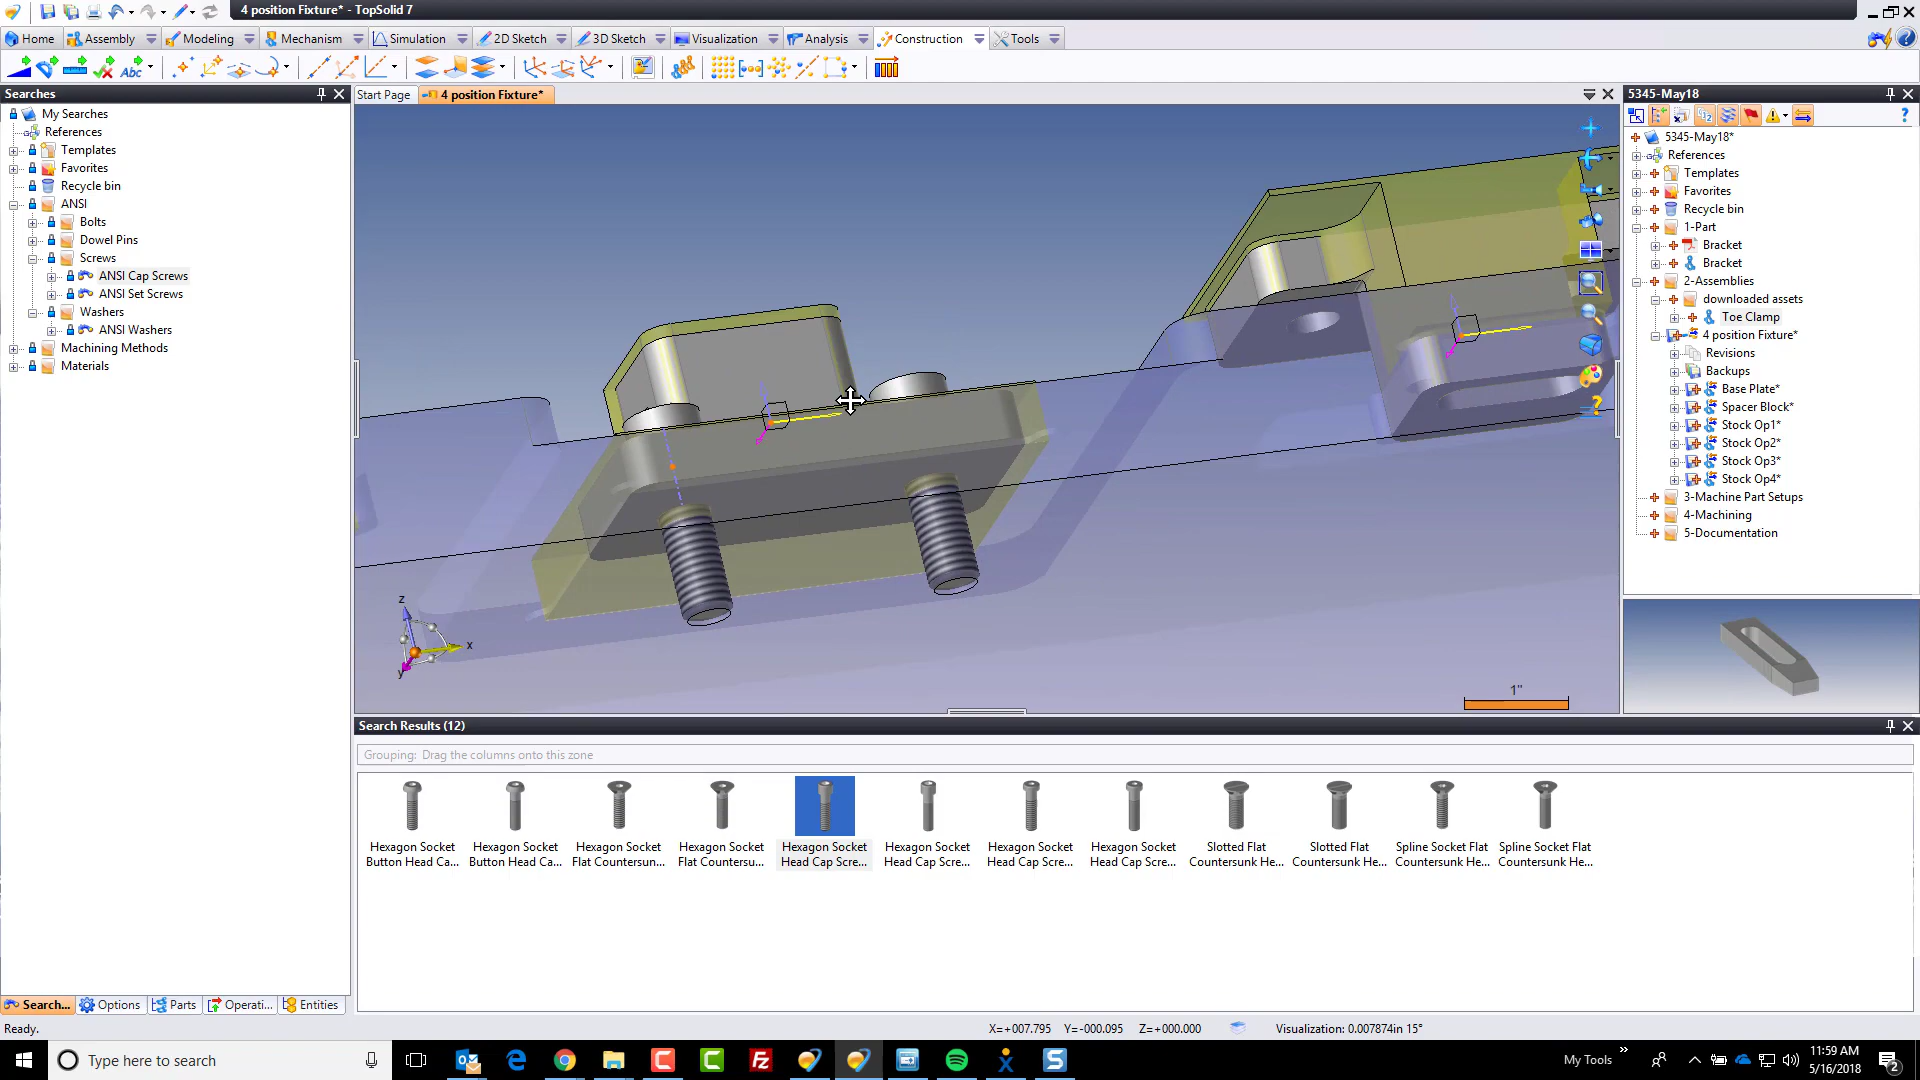 4 position Fixture* - TopSolid 7
Home
Assembly
Modeling
Mechanism
Simulation
2D Sketch
3D Sketch
Visualization
Analysis
Construction
Tools
Abc
Searches
My Searches
References
Templates
Favorites
Recycle bin
ANSI
Bolts
Dowel Pins
Screws
ANSI Cap Screws
ANSI Set Screws
Washers
ANSI Washers
Machining Methods
Materials
Search...
Options
Parts
Operati...
Entities
Start Page
4 position Fixture*
z
x
y
1"
5345-May18
5345-May18*
References
Templates
Favorites
Recycle bin
1-Part
Bracket
Bracket
2-Assemblies
downloaded assets
Toe Clamp
4 position Fixture*
Revisions
Backups
Base Plate*
Spacer Block*
Stock Op1*
Stock Op2*
Stock Op3*
Stock Op4*
3-Machine Part Setups
4-Machining
5-Documentation
Search Results (12)
Grouping: Drag the columns onto this zone
Hexagon Socket
Button Head Ca...
Hexagon Socket
Button Head Ca...
Hexagon Socket
Flat Countersun...
Hexagon Socket
Flat Countersu...
Hexagon Socket
Head Cap Scre...
Hexagon Socket
Head Cap Scre...
Hexagon Socket
Head Cap Scre...
Hexagon Socket
Head Cap Scre...
Slotted Flat
Countersunk He...
Slotted Flat
Countersunk He...
Spline Socket Flat
Countersunk He...
Spline Socket Flat
Countersunk He...
Ready.
X=+007.795 Y=-000.095 Z=+000.000
Visualization: 0.007874in 15°
Type here to search
My Tools
11:59 AM
5/16/2018
2